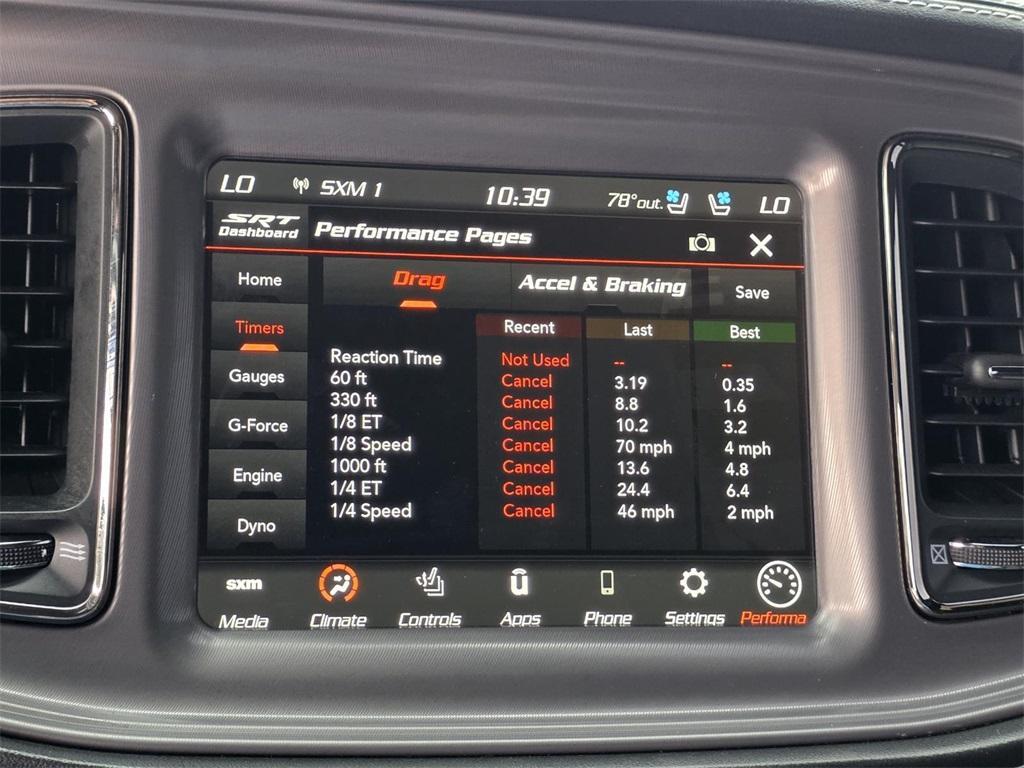 LO SXM 1 10:39 78°out. LO
SRT
Dashboard
Performance Pages
Home
Timers
Gauges
G-Force
Engine
Dyno
Drag Accel & Braking Save
Recent Last Best
Reaction Time Not Used -- --
60 ft Cancel 3.19 0.35
330 ft Cancel 8.8 1.6
1/8 ET Cancel 10.2 3.2
1/8 Speed Cancel 70 mph 4 mph
1000 ft Cancel 13.6 4.8
1/4 ET Cancel 24.4 6.4
1/4 Speed Cancel 46 mph 2 mph
sxm
Media Climate Controls Apps Phone Settings Performa